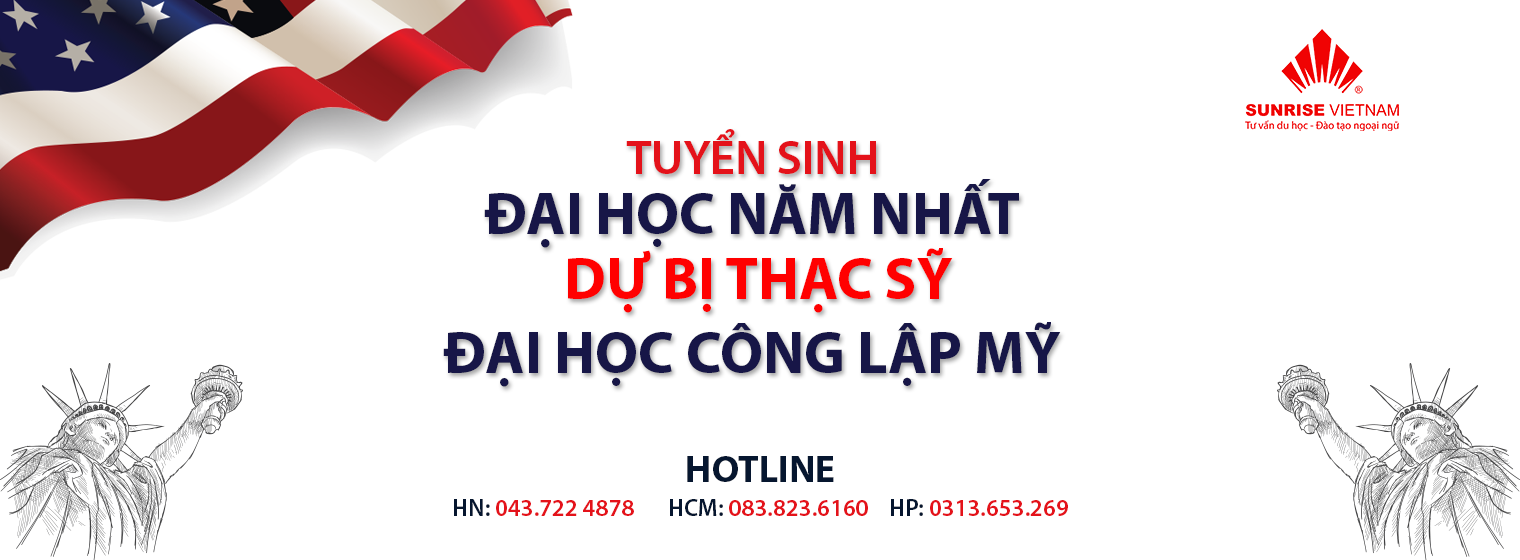 SUNRISE VIETNAM
Tư vấn du học - Đào tạo ngoại ngữ
TUYỂN SINH
ĐẠI HỌC NĂM NHẤT
DỰ BỊ THẠC SỸ
ĐẠI HỌC CÔNG LẬP MỸ
HOTLINE
HN: 043.722 4878 HCM: 083.823.6160 HP: 0313.653.269